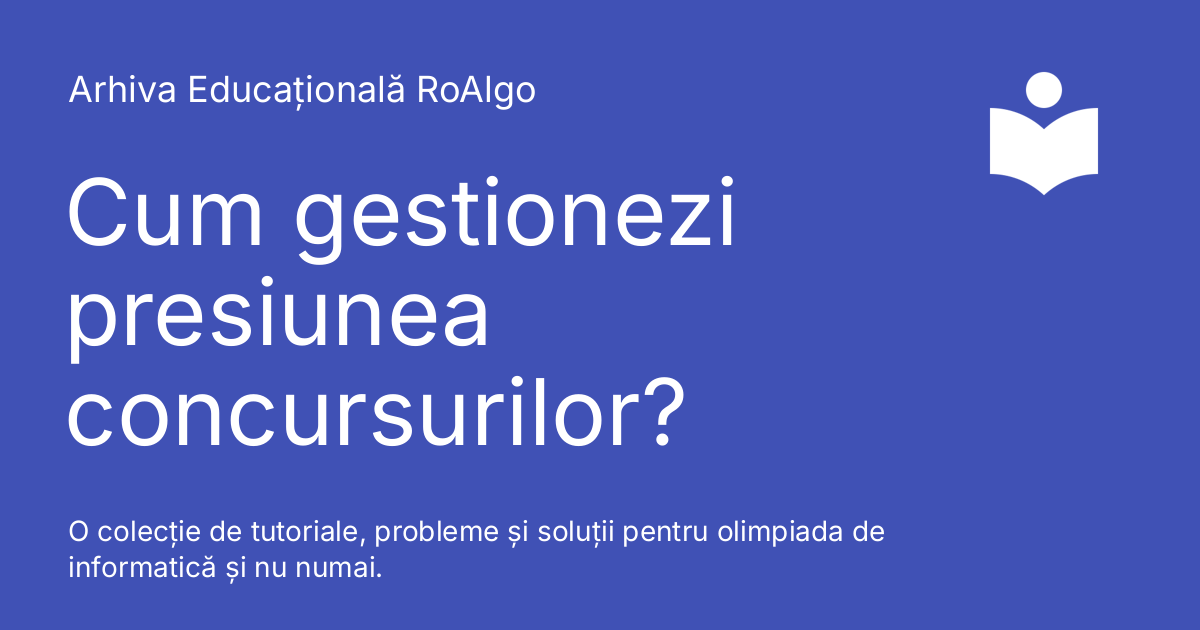 Arhiva Educațională RoAlgo
Cum gestionezi
presiunea
concursurilor?
O colecție de tutoriale, probleme și soluții pentru olimpiada de
informatică și nu numai.